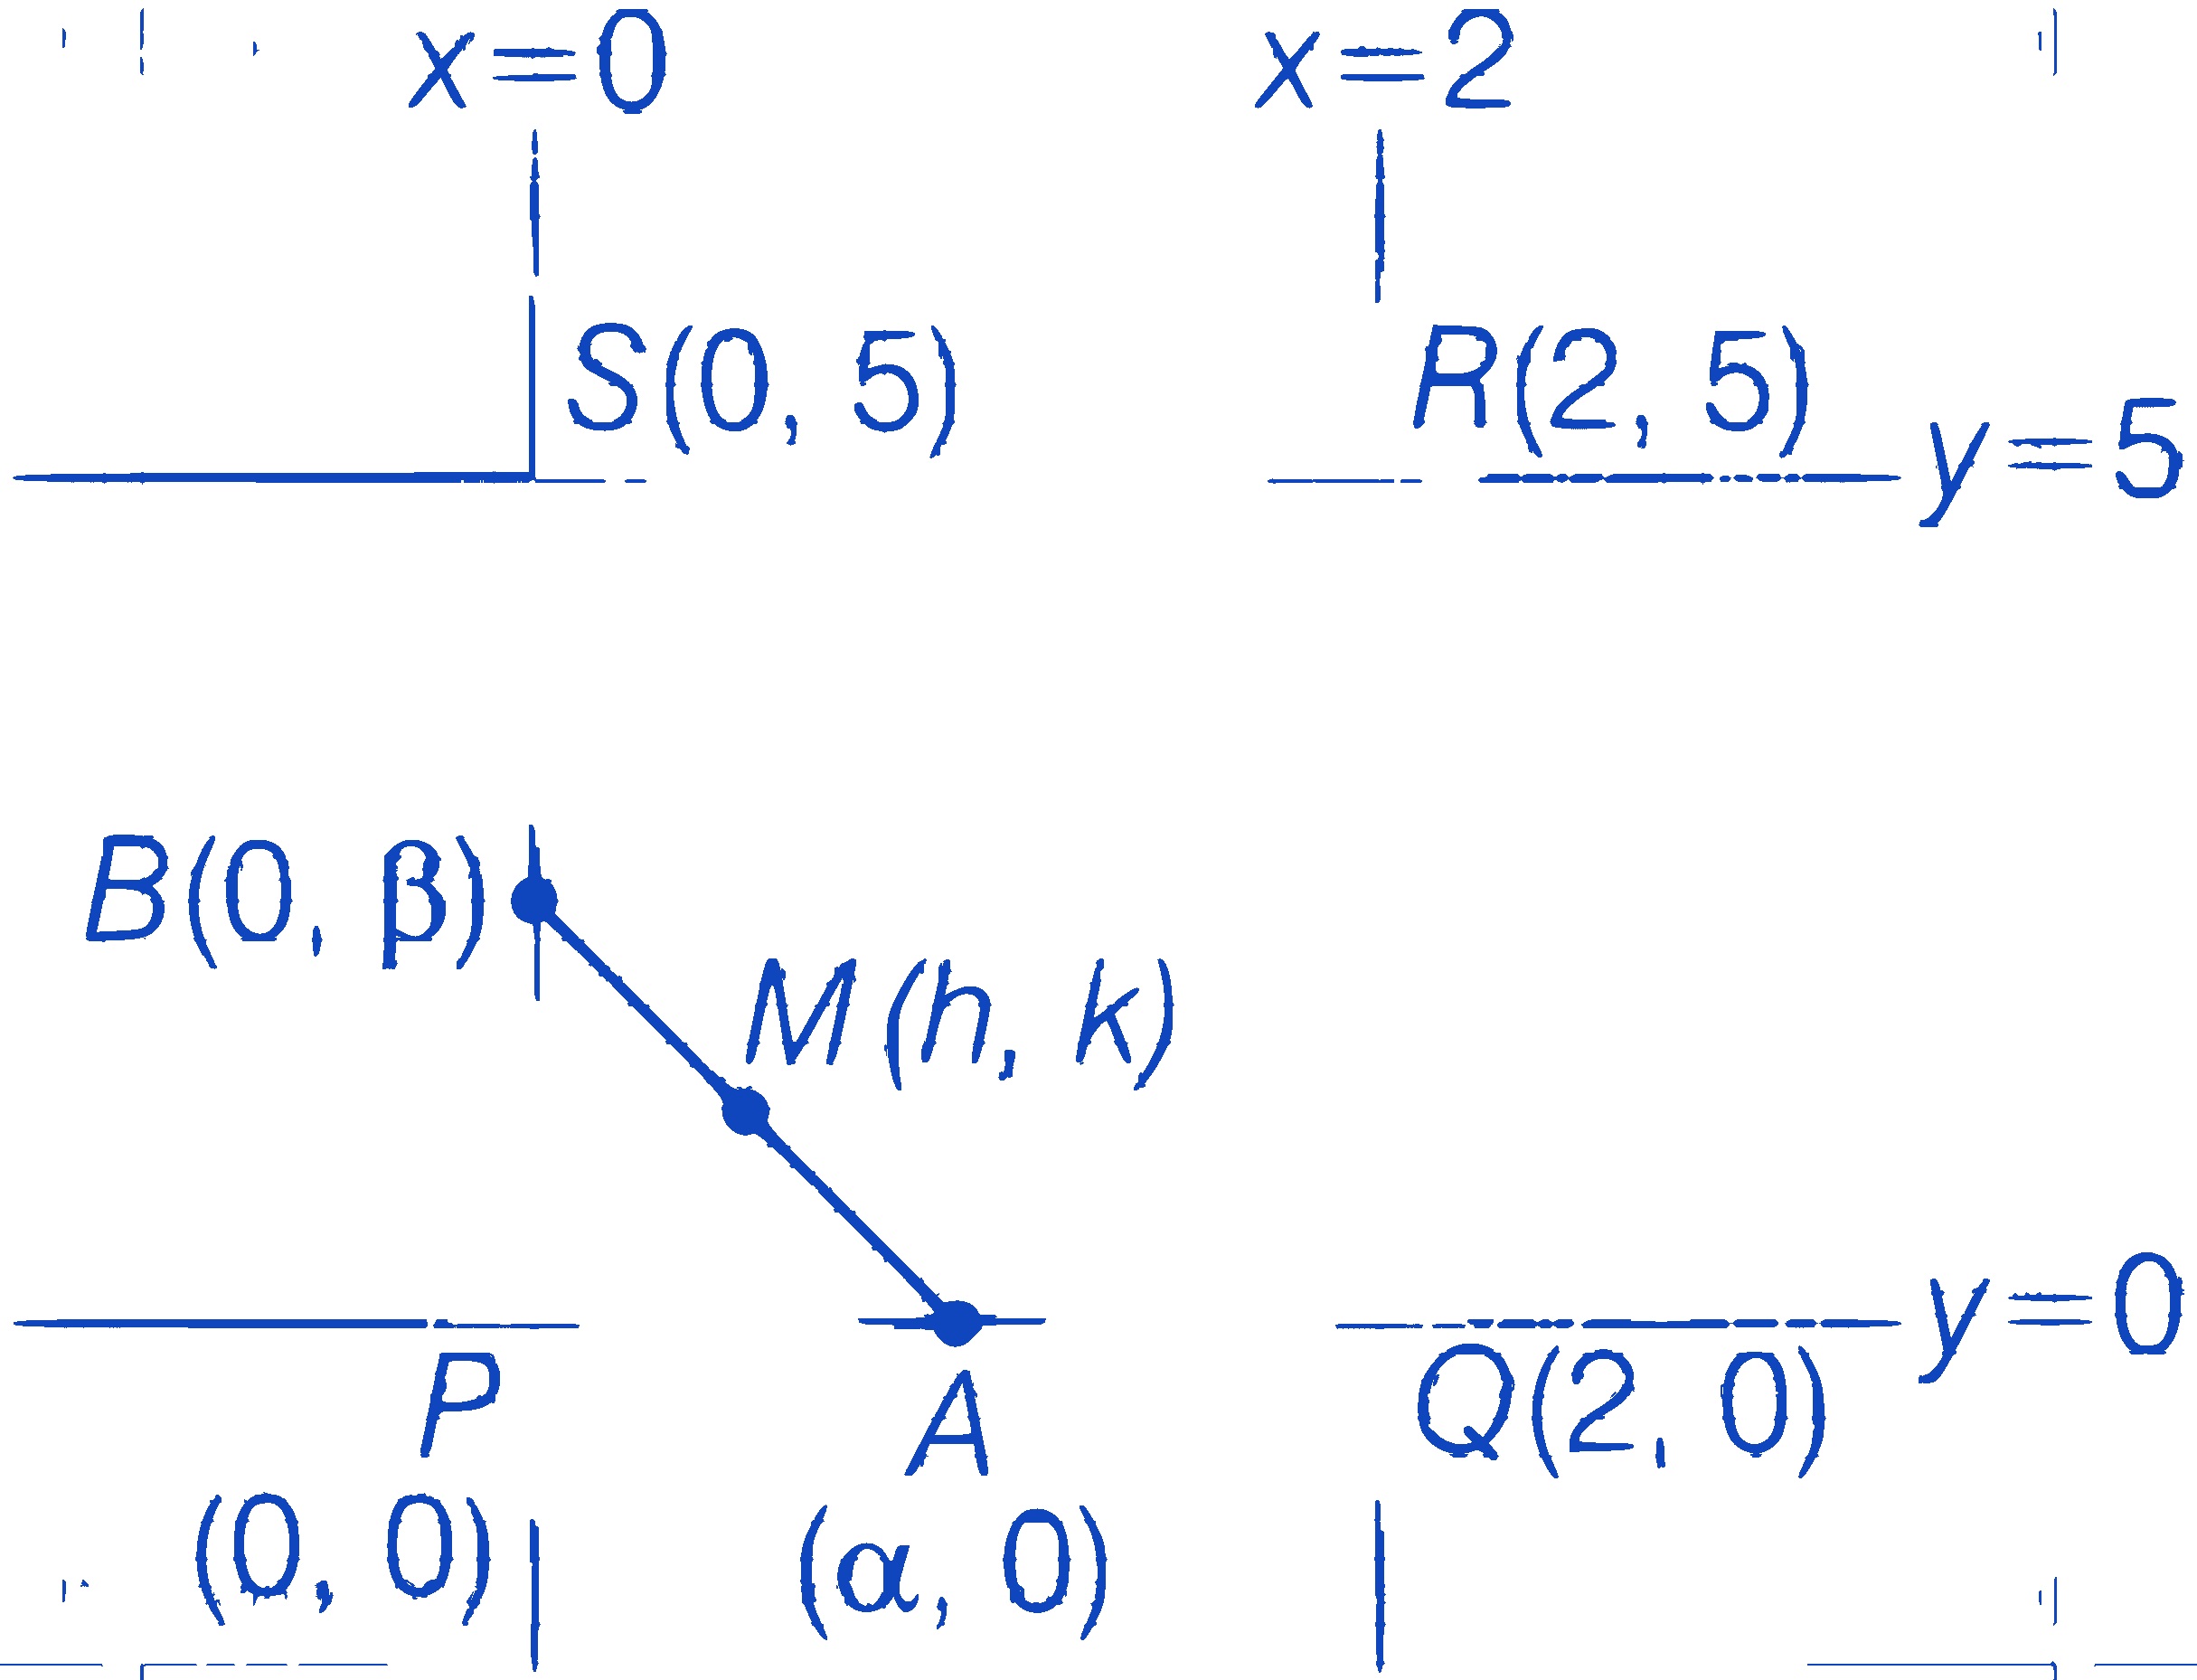 x=0 x=2
S(0, 5) R(2, 5)
y=5
B(0, β)
M(h, k)
y=0
P A Q(2, 0)
(0, 0) (α, 0)